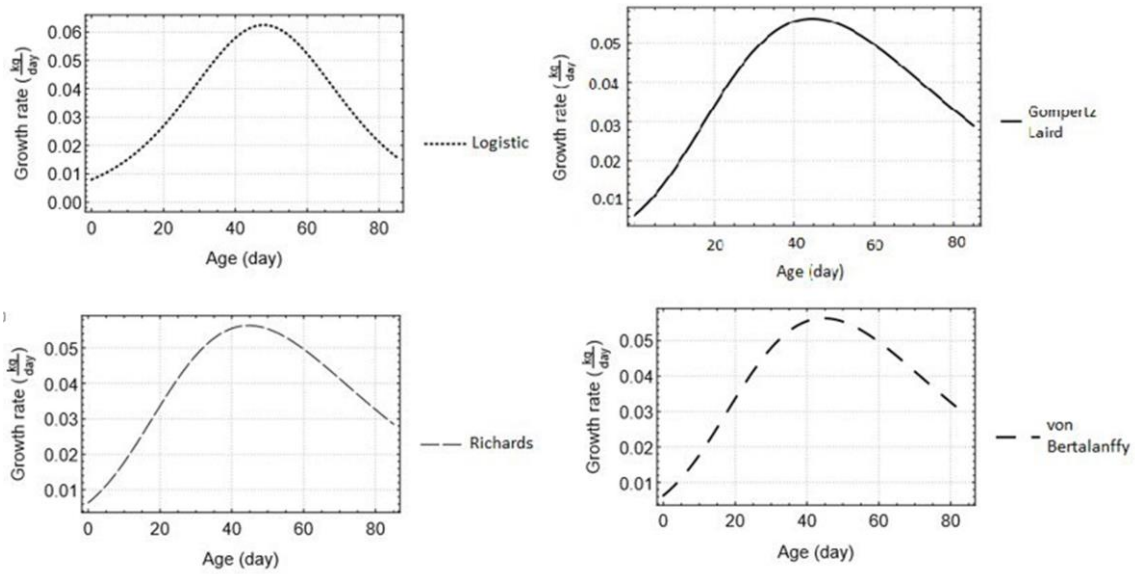 0.06
0.05
0.04
0.03
0.02
0.01
0.00
Growth rate (kg/day)
0 20 40 60 80
Age (day)
Logistic
0.05
0.04
0.03
0.02
0.01
Growth rate (kg/day)
20 40 60 80
Age (day)
Gompertz
Laird
0.05
0.04
0.03
0.02
0.01
Growth rate (kg/day)
0 20 40 60 80
Age (day)
Richards
0.05
0.04
0.03
0.02
0.01
Growth rate (kg/day)
0 20 40 60 80
Age (day)
von
Bertalanffy